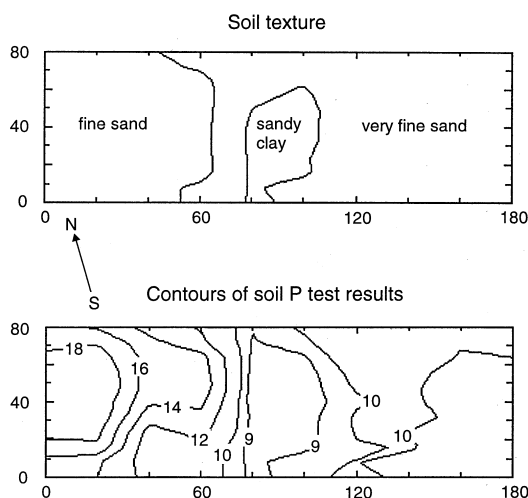 Soil texture
80
fine sand
sandy
clay
very fine sand
40
0
0
60
120
180
N
S
Contours of soil P test results
80
18
16
14
12
10
9
9
10
10
40
0
0
60
120
180